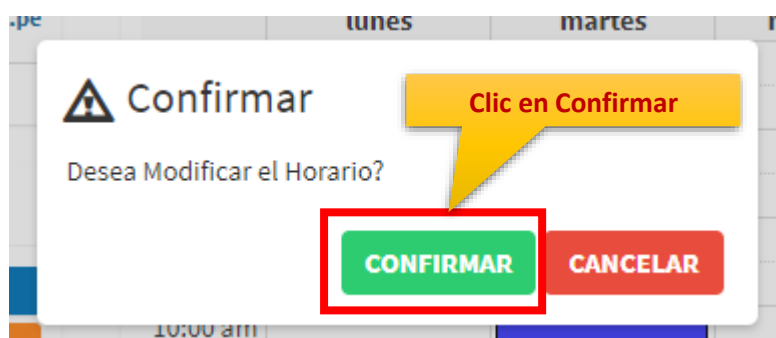 .pe
lunes
martes
Confirmar
Clic en Confirmar
Desea Modificar el Horario?
CONFIRMAR
CANCELAR
10:00 am